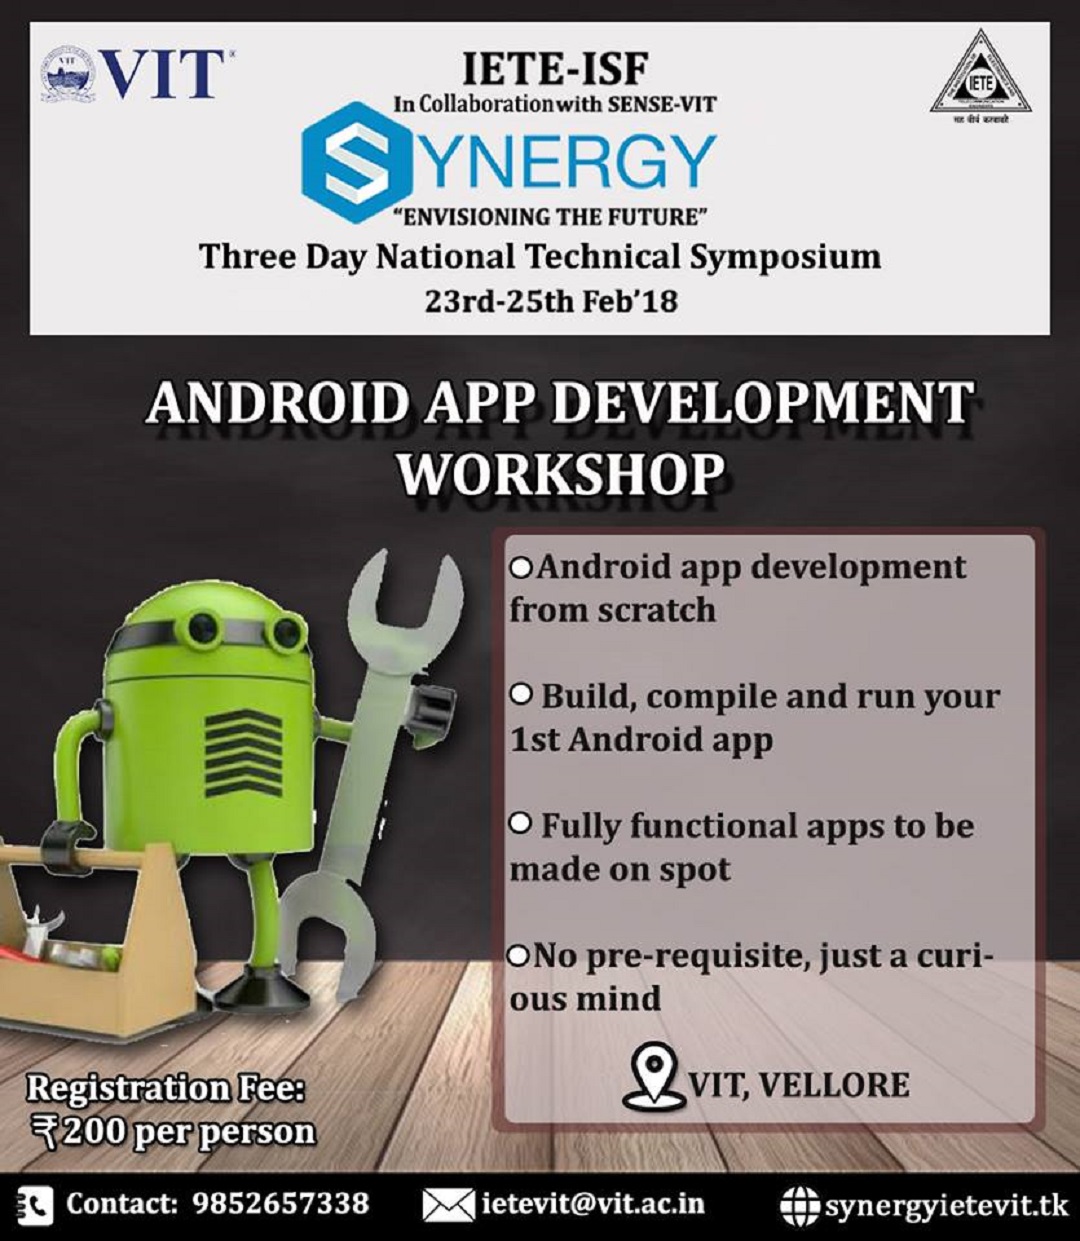 VIT
VIT
IETE-ISF
In Collaboration with SENSE-VIT
SYNERGY
"ENVISIONING THE FUTURE"
Three Day National Technical Symposium
23rd-25th Feb'18
IETE
ANDROID APP DEVELOPMENT
WORKSHOP
Android app development
from scratch
Build, compile and run your
1st Android app
Fully functional apps to be
made on spot
No pre-requisite, just a curi-
ous mind
VIT, VELLORE
Registration Fee:
₹200 per person
Contact: 9852657338
ietevit@vit.ac.in
synergyietevit.tk